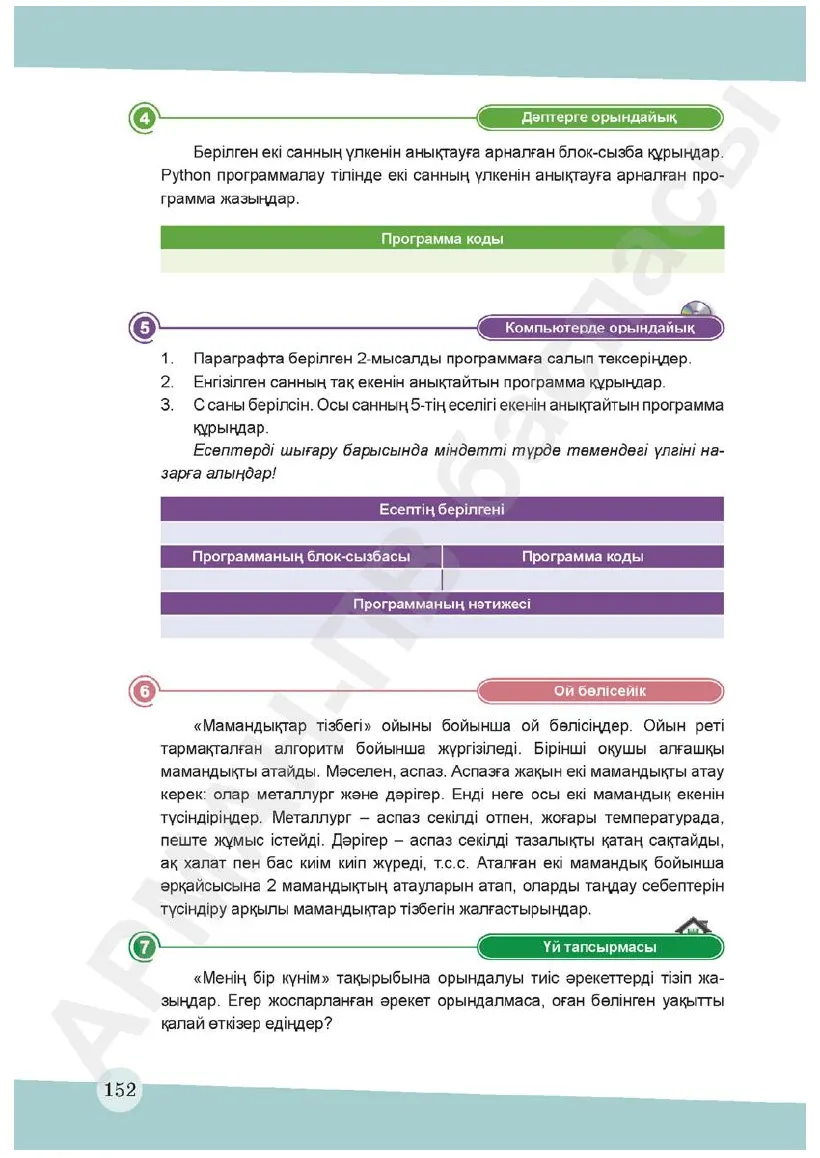 4
Дәптерге орындайық
Берілген екі санның үлкенін анықтауға арналған блок-сызба құрыңдар.
Python программалау тілінде екі санның үлкенін анықтауға арналған про-
грамма жазыңдар.
Программа коды
5
Компьютерде орындайық
1. Параграфта берілген 2-мысалды программаға салып тексеріңдер.
2. Енгізілген санның тақ екенін анықтайтын программа құрыңдар.
3. С саны берілсін. Осы санның 5-тің еселігі екенін анықтайтын программа
құрыңдар.
Есептерді шығару барысында міндетті түрде төмендегі үлгіні на-
зарға алыңдар!
Есептің берілгені
Программаның блок-сызбасы Программа коды
Программаның нәтижесі
6
Ой бөлісейік
«Мамандықтар тізбегі» ойыны бойынша ой бөлісіңдер. Ойын реті
тармақталған алгоритм бойынша жүргізіледі. Бірінші оқушы алғашқы
мамандықты атайды. Мәселен, аспаз. Аспазға жақын екі мамандықты атау
керек: олар металлург және дәрігер. Енді неге осы екі мамандық екенін
түсіндіріңдер. Металлург – аспаз секілді отпен, жоғары температурада,
пеште жұмыс істейді. Дәрігер – аспаз секілді тазалықты қатаң сақтайды,
ақ халат пен бас киім киіп жүреді, т.с.с. Аталған екі мамандық бойынша
әрқайсысына 2 мамандықтың атауларын атап, оларды таңдау себептерін
түсіндіру арқылы мамандықтар тізбегін жалғастырыңдар.
7
Үй тапсырмасы
«Менің бір күнім» тақырыбына орындалуы тиіс әрекеттерді тізіп жа-
зыңдар. Егер жоспарланған әрекет орындалмаса, оған бөлінген уақытты
қалай өткізер едіңдер?
152
АРМАН-ПВ баспасы